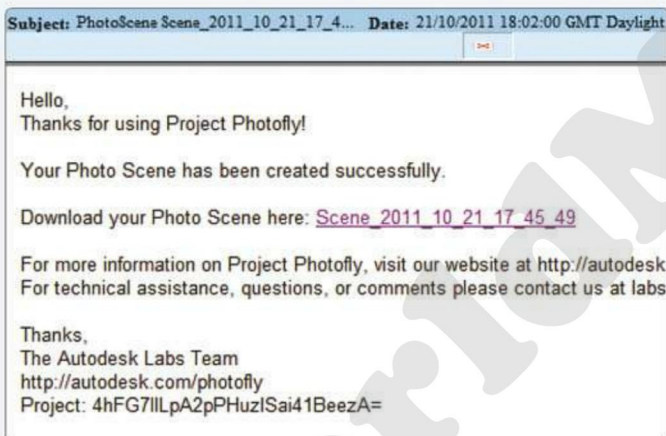 Subject: PhotoScene Scene_2011_10_21_17_4... Date: 21/10/2011 18:02:00 GMT Daylight
Hello,
Thanks for using Project Photofly!
Your Photo Scene has been created successfully.
Download your Photo Scene here: Scene_2011_10_21_17_45_49
For more information on Project Photofly, visit our website at http://autodesk
For technical assistance, questions, or comments please contact us at labs
Thanks,
The Autodesk Labs Team
http://autodesk.com/photofly